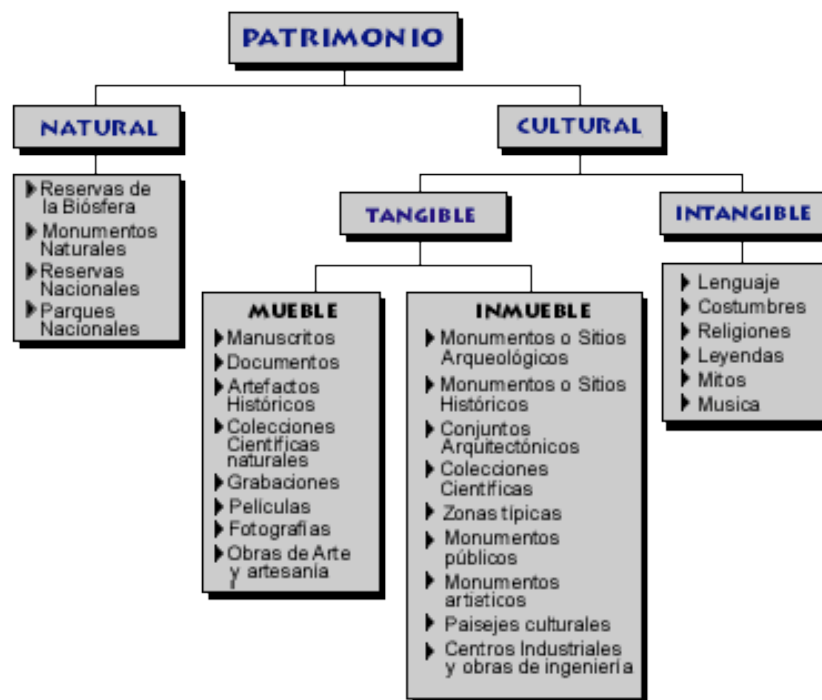 PATRIMONIO
NATURAL
Reservas de
la Biósfera
Monumentos
Naturales
Reservas
Nacionales
Parques
Nacionales
CULTURAL
TANGIBLE
MUEBLE
Manuscritos
Documentos
Artefactos
Históricos
Colecciones
Científicas
naturales
Grabaciones
Películas
Fotografías
Obras de Arte
y artesanía
INMUEBLE
Monumentos o Sitios
Arqueológicos
Monumentos o Sitios
Históricos
Conjuntos
Arquitectónicos
Colecciones
Científicas
Zonas típicas
Monumentos
públicos
Monumentos
artiaticos
Paisejes culturales
Centros Industriales
y obras de ingeniería
INTANGIBLE
Lenguaje
Costumbres
Religiones
Leyendas
Mitos
Musica